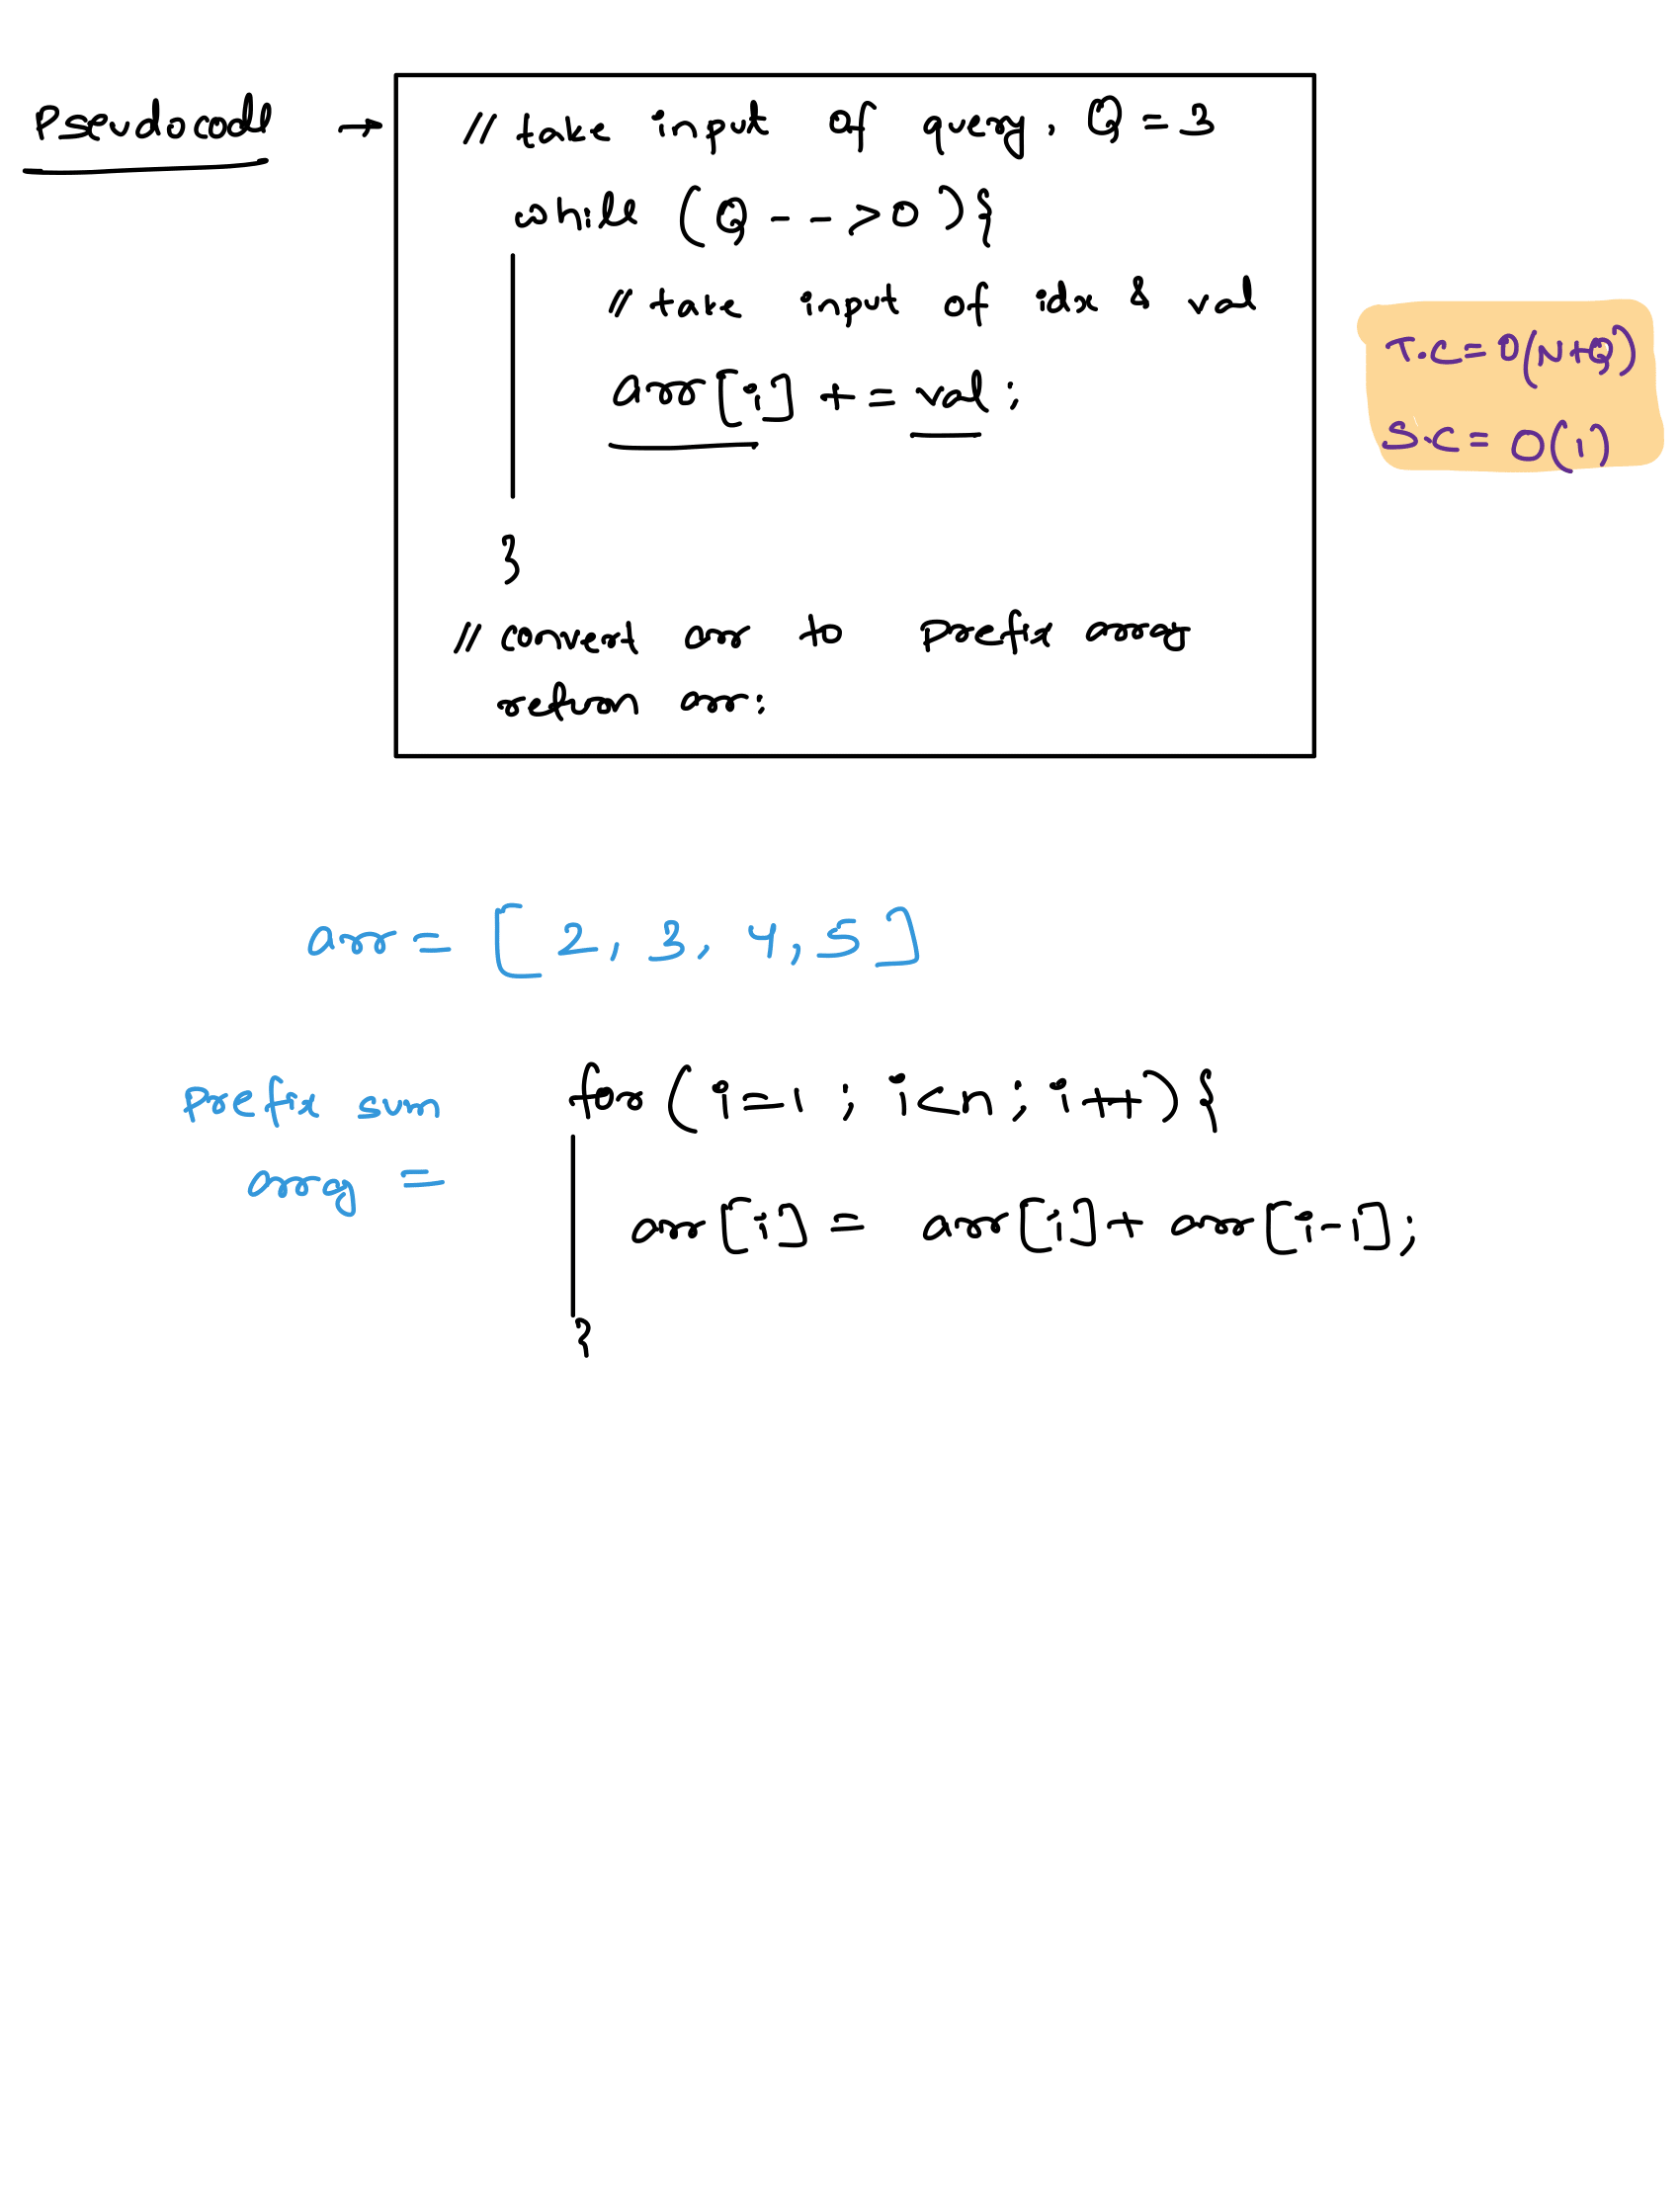 Pseudocode → // take input of query. Q = 3
while (Q-->0){
// take input of idx & val
arr[i] += val;
}
// convert arr to prefix array
return arr;
T.C = O(N+Q)
S.C = O(1)
arr = [2, 3, 4, 5]
Prefix sum
array =
for (i=1 ; i<n ; i++){
arr[i] = arr[i] + arr[i-1];
}